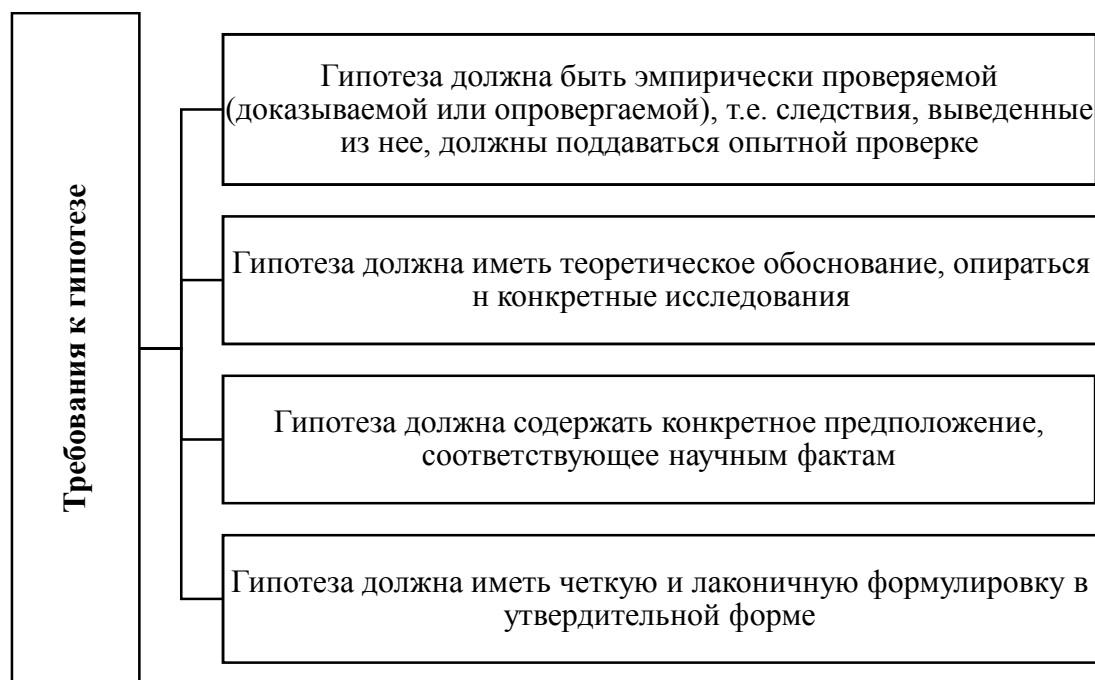 Требования к гипотезе
Гипотеза должна быть эмпирически проверяемой
(доказываемой или опровергаемой), т.е. следствия, выведенные
из нее, должны поддаваться опытной проверке
Гипотеза должна иметь теоретическое обоснование, опираться
н конкретные исследования
Гипотеза должна содержать конкретное предположение,
соответствующее научным фактам
Гипотеза должна иметь четкую и лаконичную формулировку в
утвердительной форме